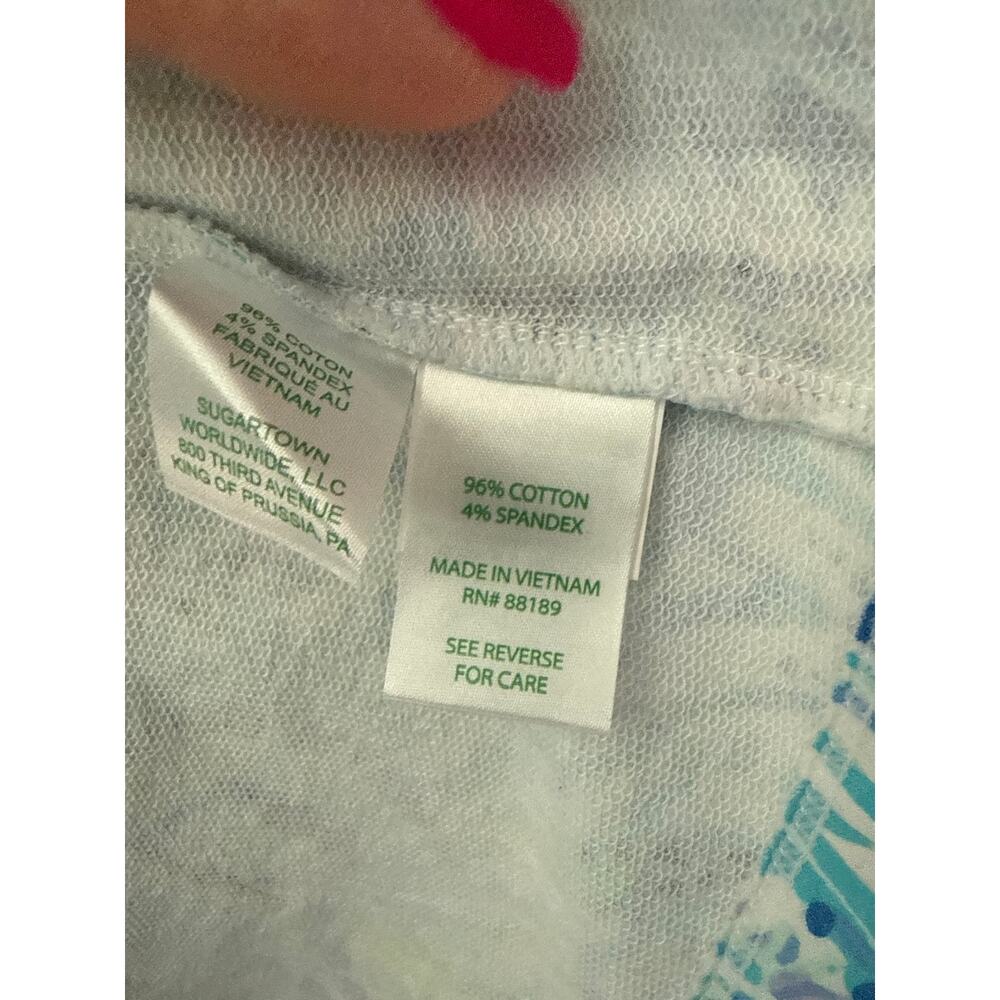 96% COTON
4% SPANDEX
FABRIQUÉ AU
VIETNAM
SUGARTOWN
WORLDWIDE, LLC
800 THIRD AVENUE
KING OF PRUSSIA, PA
96% COTTON
4% SPANDEX
MADE IN VIETNAM
RN# 88189
SEE REVERSE
FOR CARE